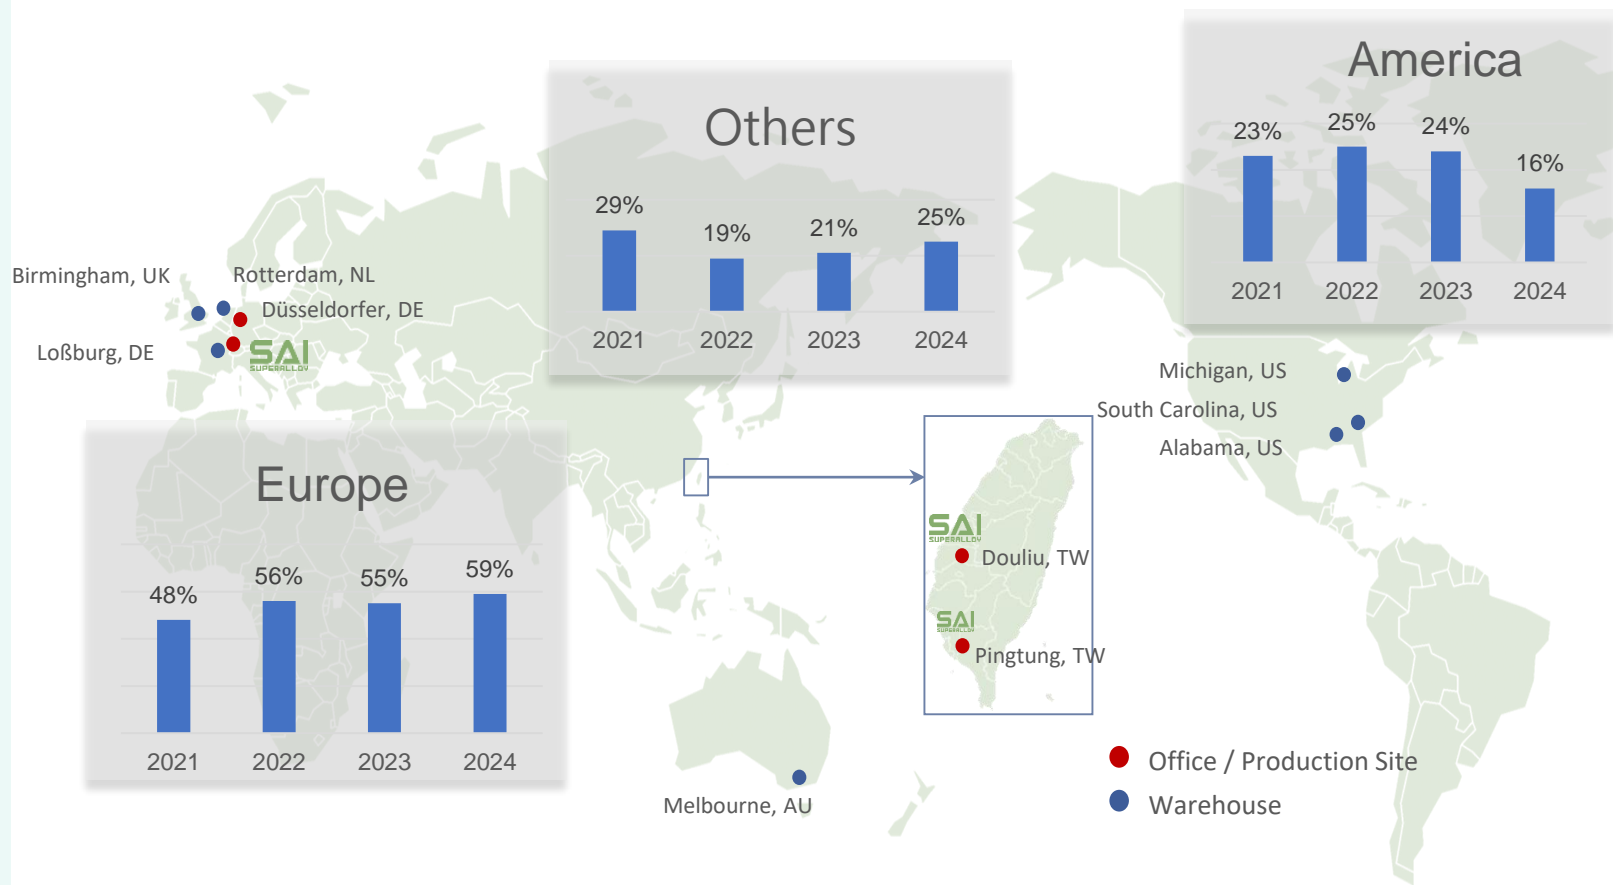 America
23%
25%
24%
16%
2021
2022
2023
2024
Others
29%
19%
21%
25%
2021
2022
2023
2024
Birmingham, UK
Rotterdam, NL
Düsseldorfer, DE
Loßburg, DE
SAI
SUPERALLOY
Michigan, US
South Carolina, US
Alabama, US
Europe
48%
56%
55%
59%
2021
2022
2023
2024
SAI
SUPERALLOY
Douliu, TW
SAI
SUPERALLOY
Pingtung, TW
Melbourne, AU
Office / Production Site
Warehouse